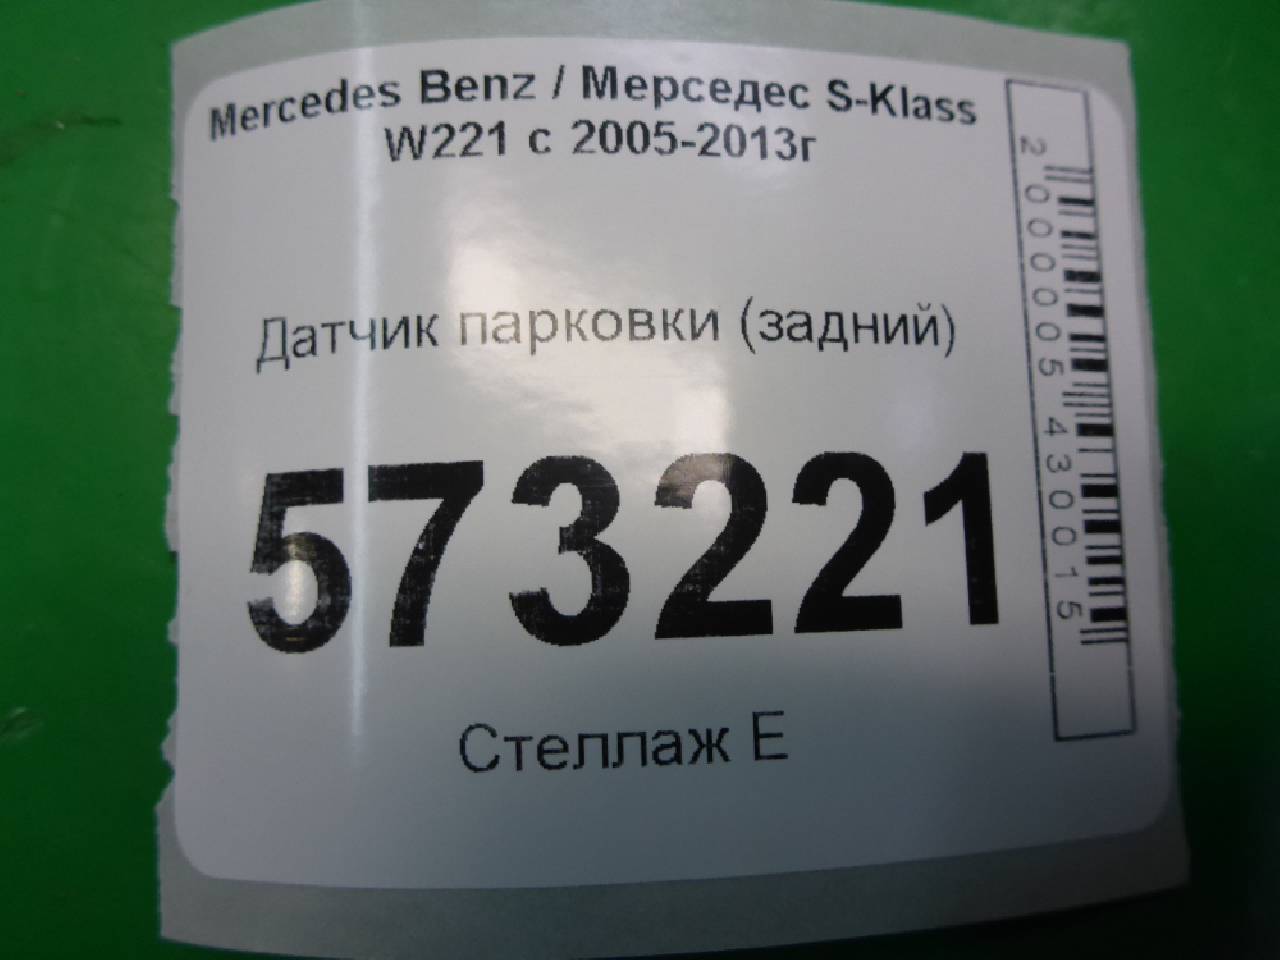 Mercedes Benz / Мерседес S-Klass
W221 с 2005-2013г
Датчик парковки (задний)
573221
Стеллаж Е
2000005430015